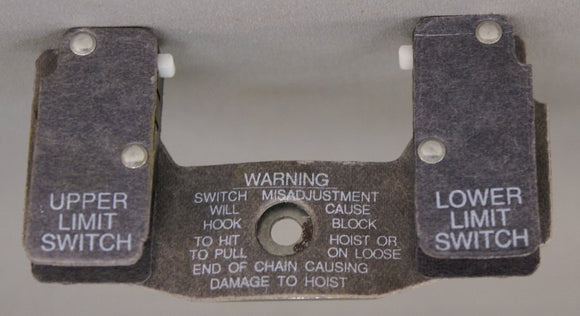 UPPER
LIMIT
SWITCH
WARNING
SWITCH MISADJUSTMENT
WILL CAUSE
HOOK BLOCK
TO HIT HOIST OR
TO PULL ON LOOSE
END OF CHAIN CAUSING
DAMAGE TO HOIST
LOWER
LIMIT
SWITCH